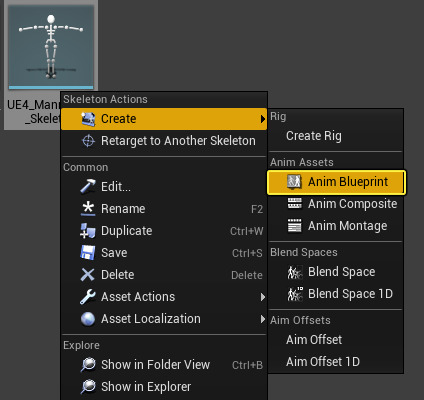 UE4_Mann
_Skelet
Skeleton Actions
Create
Retarget to Another Skeleton
Common
Edit...
Rename F2
Duplicate Ctrl+W
Save Ctrl+S
Delete Delete
Asset Actions
Asset Localization
Explore
Show in Folder View Ctrl+B
Show in Explorer
Rig
Create Rig
Anim Assets
Anim Blueprint
Anim Composite
Anim Montage
Blend Spaces
Blend Space
Blend Space 1D
Aim Offsets
Aim Offset
Aim Offset 1D